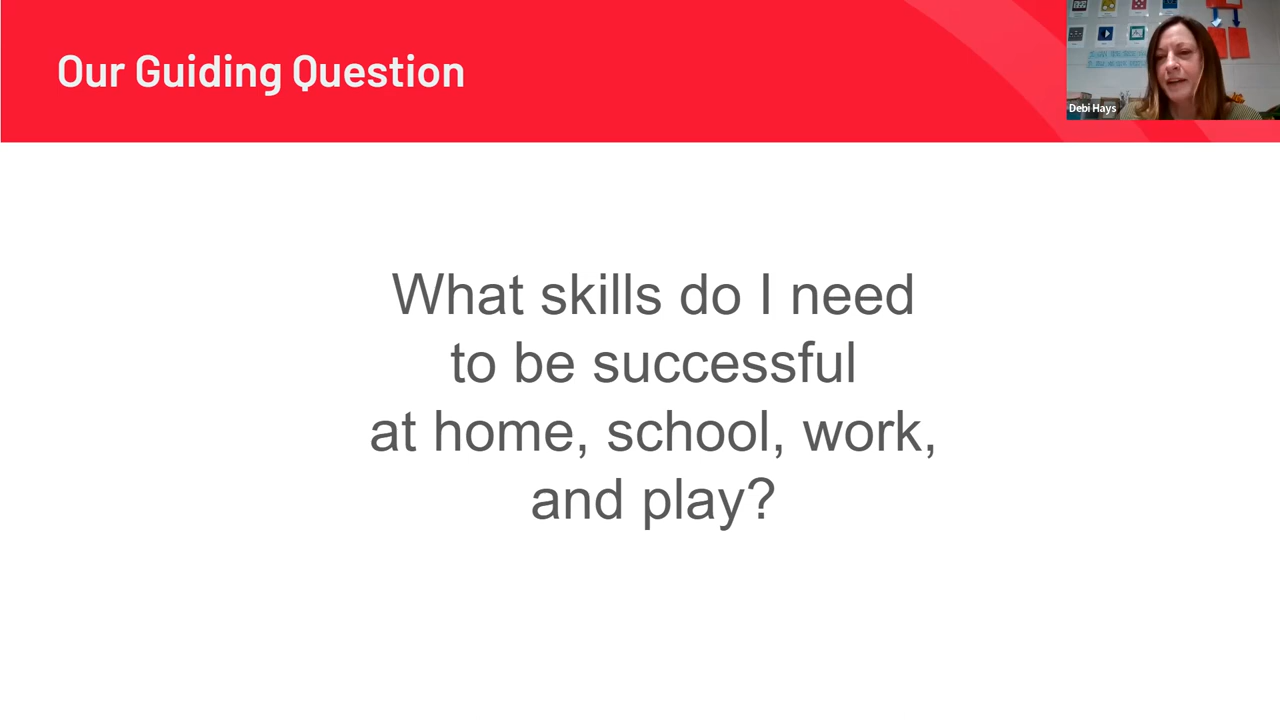 Our Guiding Question
Debi Hays
What skills do I need
to be successful
at home, school, work,
and play?